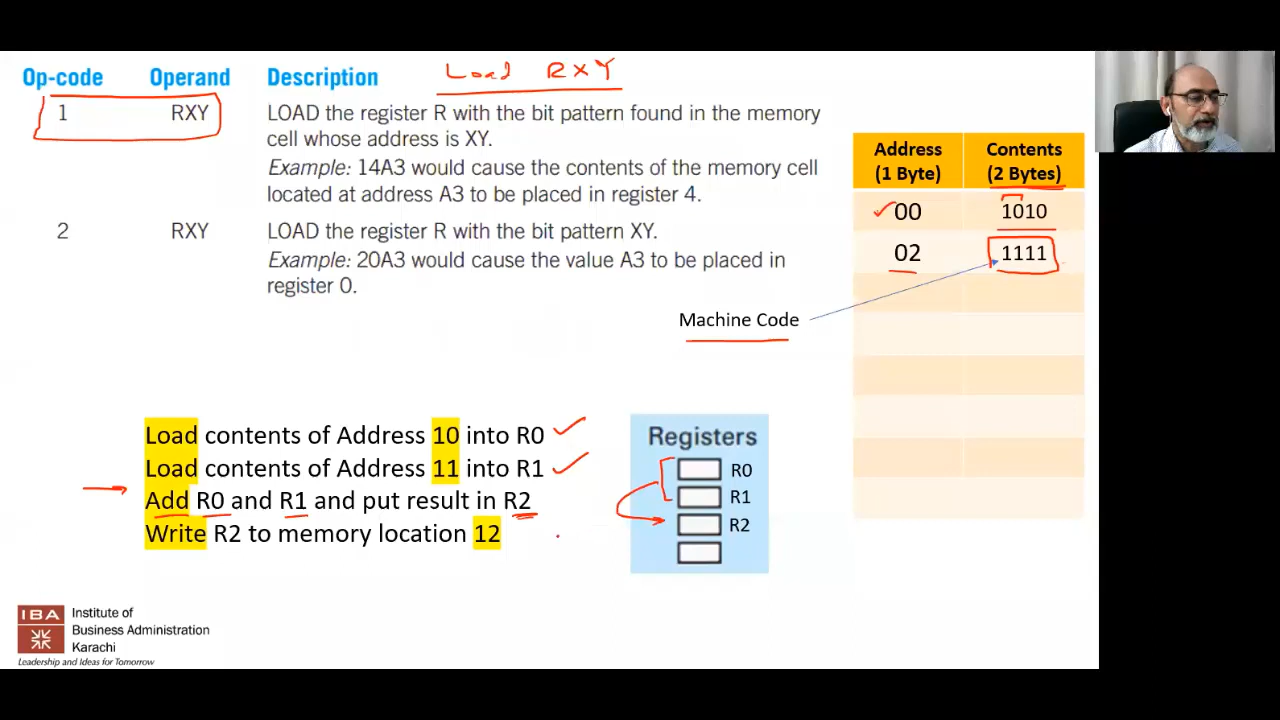 Load RXY
Op-code Operand Description
1 RXY LOAD the register R with the bit pattern found in the memory
cell whose address is XY.
Example: 14A3 would cause the contents of the memory cell
located at address A3 to be placed in register 4.
2 RXY LOAD the register R with the bit pattern XY.
Example: 20A3 would cause the value A3 to be placed in
register 0.
Address Contents
(1 Byte) (2 Bytes)
00 1010
02 1111
Machine Code
Load contents of Address 10 into R0
Load contents of Address 11 into R1
Add R0 and R1 and put result in R2
Write R2 to memory location 12
Registers
R0
R1
R2
IBA
Institute of
Business Administration
Karachi
Leadership and Ideas for Tomorrow